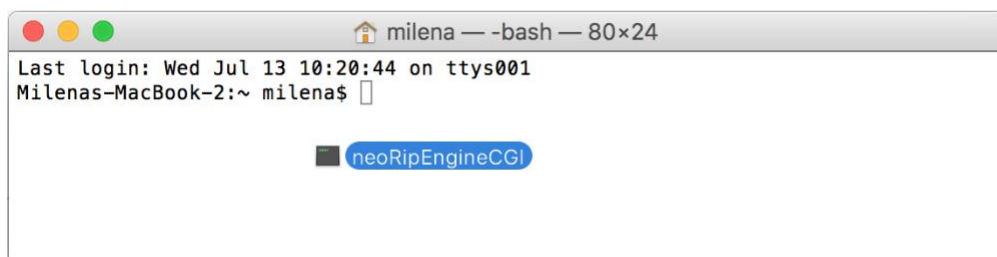 milena — -bash — 80×24
Last login: Wed Jul 13 10:20:44 on ttys001
Milenas-MacBook-2:~ milena$
neoRipEngineCGI